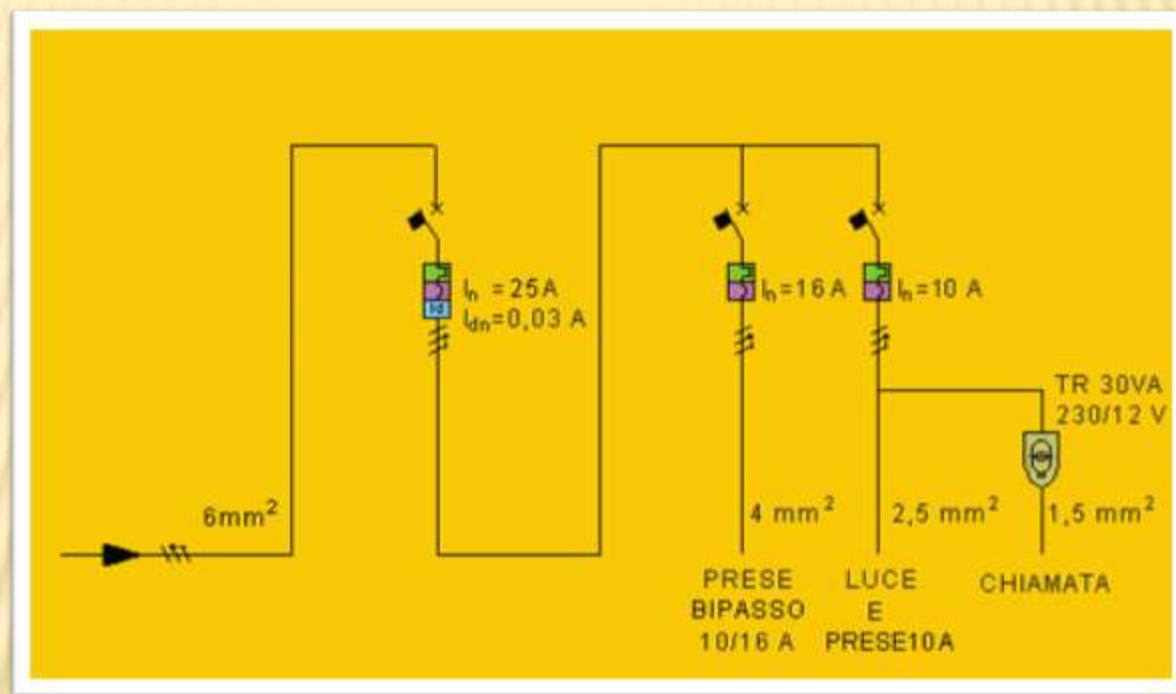 6mm²
In =25A
Idn=0,03 A
Id
In=16 A
In=10 A
TR 30VA
230/12 V
4 mm²
2,5 mm²
1,5 mm²
PRESE
BIPASSO
10/16 A
LUCE
E
PRESE10A
CHIAMATA